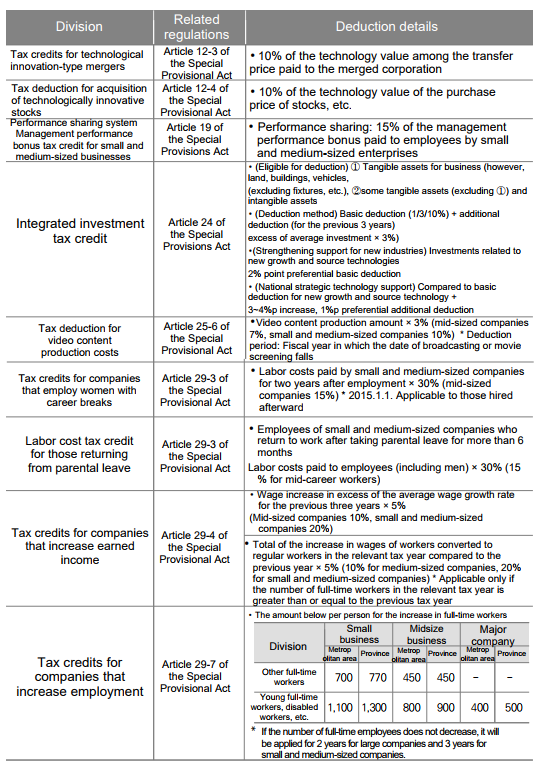 Division
Related
regulations
Deduction details
Tax credits for technological
innovation-type mergers
Article 12-3 of
the Special
Provisional Act
• 10% of the technology value among the transfer
price paid to the merged corporation
Tax deduction for acquisition
of technologically innovative
stocks
Article 12-4 of
the Special
Provisional Act
• 10% of the technology value of the purchase
price of stocks, etc.
Performance sharing system
Management performance
bonus tax credit for small and
medium-sized businesses
Article 19 of
the Special
Provisions Act
• Performance sharing: 15% of the management
performance bonus paid to employees by small
and medium-sized enterprises
Integrated investment
tax credit
Article 24 of
the Special
Provisions Act
• (Eligible for deduction) ① Tangible assets for business (however,
land, buildings, vehicles,
(excluding fixtures, etc.), ②some tangible assets (excluding ①) and
intangible assets
• (Deduction method) Basic deduction (1/3/10%) + additional
deduction (for the previous 3 years)
excess of average investment × 3%)
•(Strengthening support for new industries) Investments related to
new growth and source technologies
2% point preferential basic deduction
• (National strategic technology support) Compared to basic
deduction for new growth and source technology +
3~4%p increase, 1%p preferential additional deduction
Tax deduction for
video content
production costs
Article 25-6 of
the Special
Provisional Act
•Video content production amount × 3% (mid-sized companies
7%, small and medium-sized companies 10%) * Deduction
period: Fiscal year in which the date of broadcasting or movie
screening falls
Tax credits for companies
that employ women with
career breaks
Article 29-3 of
the Special
Provisional Act
• Labor costs paid by small and medium-sized companies
for two years after employment × 30% (mid-sized
companies 15%) * 2015.1.1. Applicable to those hired
afterward
Labor cost tax credit
for those returning
from parental leave
Article 29-3 of
the Special
Provisional Act
• Employees of small and medium-sized companies who
return to work after taking parental leave for more than 6
months
Labor costs paid to employees (including men) × 30% (15
% for mid-career workers)
Tax credits for companies
that increase earned
income
Article 29-4 of
the Special
Provisional Act
• Wage increase in excess of the average wage growth rate
for the previous three years × 5%
(Mid-sized companies 10%, small and medium-sized
companies 20%)
• Total of the increase in wages of workers converted to
regular workers in the relevant tax year compared to the
previous year × 5% (10% for medium-sized companies, 20%
for small and medium-sized companies) * Applicable only if
the number of full-time workers in the relevant tax year is
greater than or equal to the previous tax year
Tax credits for
companies that
increase employment
Article 29-7 of
the Special
Provisional Act
• The amount below per person for the increase in full-time workers
Division
Small
business
Midsize
business
Major
company
Metrop
olitan area
Province
Metrop
olitan area
Province
Metrop
olitan area
Province
Other full-time
workers
700 770 450 450 – –
Young full-time
workers, disabled
workers, etc.
1,100 1,300 800 900 400 500
* If the number of full-time employees does not decrease, it will
be applied for 2 years for large companies and 3 years for
small and medium-sized companies.